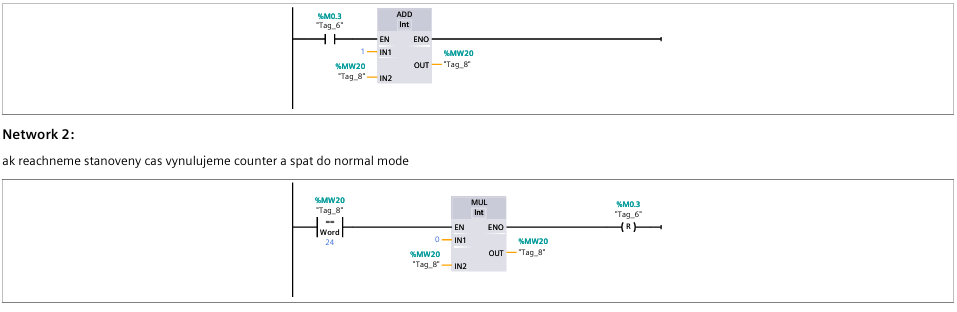 %M0.3
"Tag_6"
ADD
Int
EN
ENO
1
IN1
%MW20
"Tag_8"
IN2
OUT
%MW20
"Tag_8"
Network 2:
ak reachneme stanoveny cas vynulujeme counter a spat do normal mode
%MW20
"Tag_8"
==
Word
24
MUL
Int
EN
ENO
0
IN1
%MW20
"Tag_8"
IN2
OUT
%MW20
"Tag_8"
%M0.3
"Tag_6"
( R )